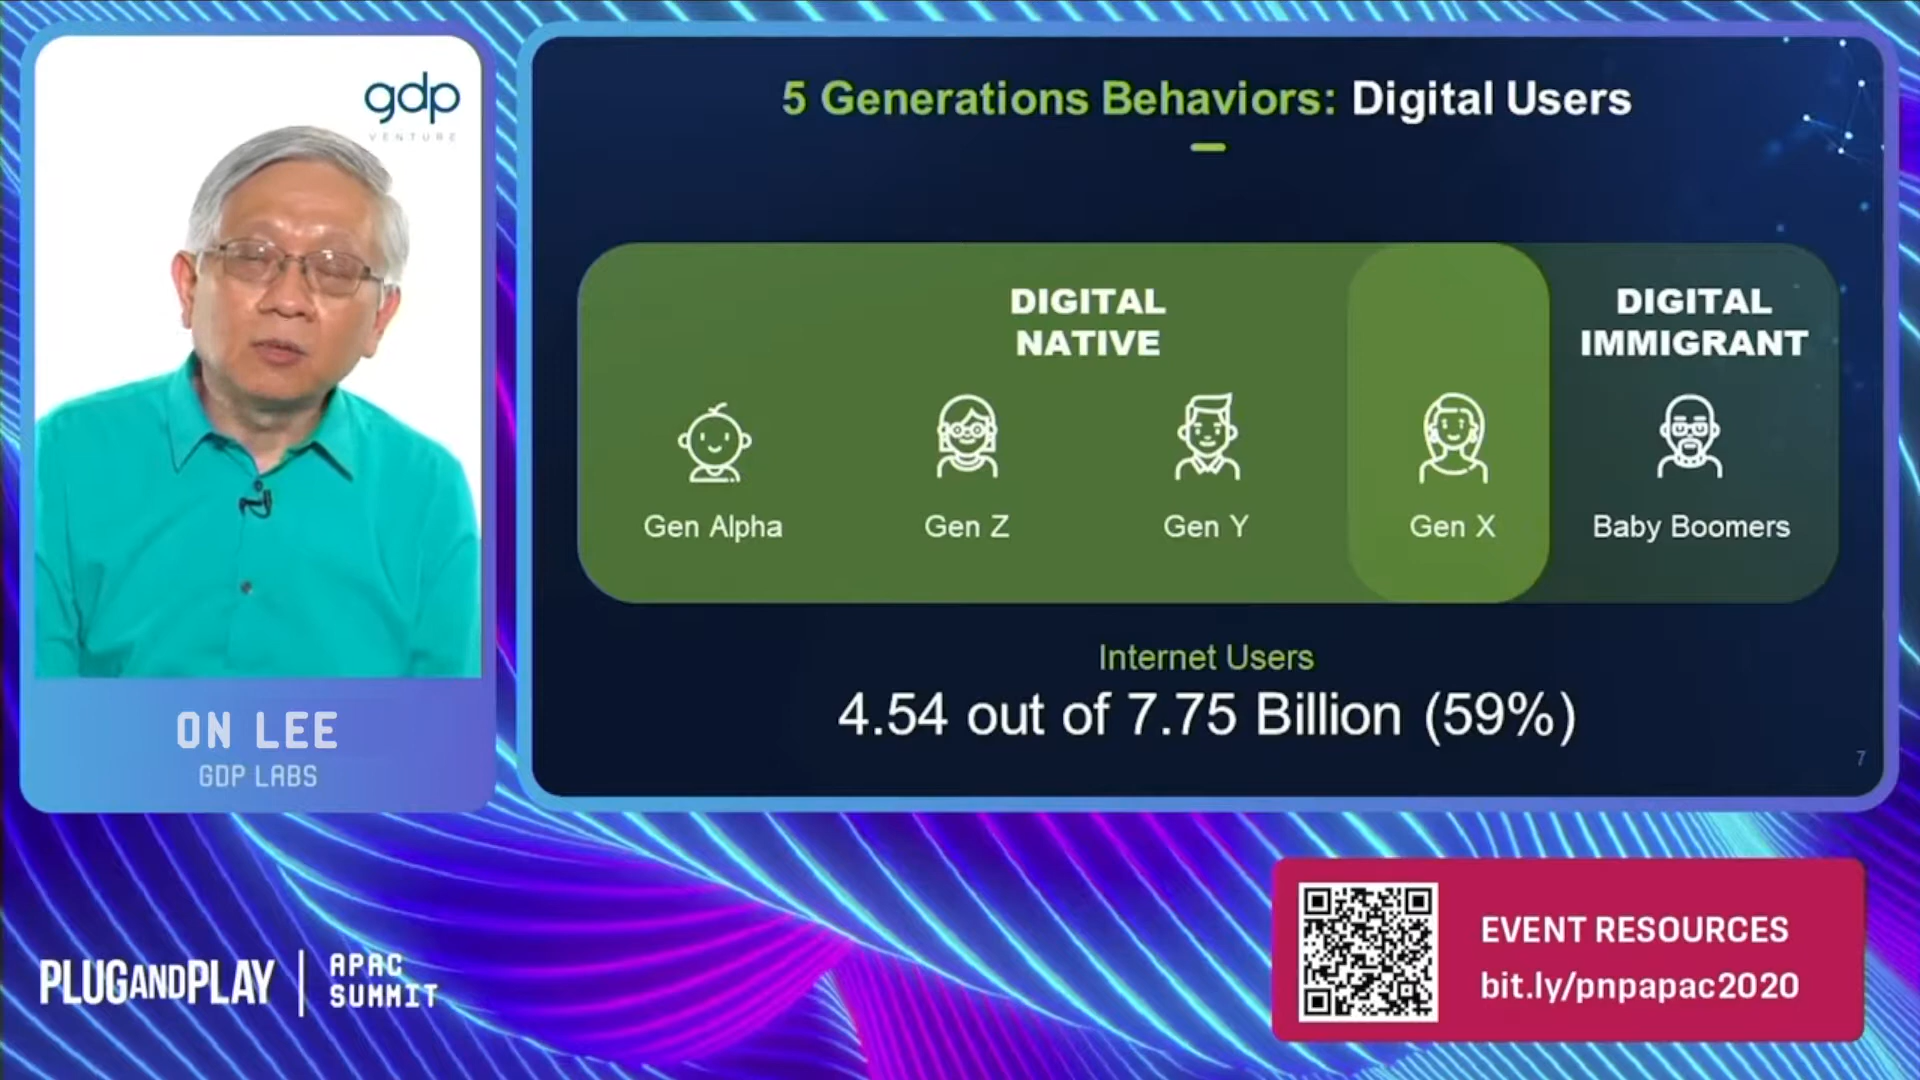 gdp
VENTURE
ON LEE
GDP LABS
5 Generations Behaviors: Digital Users
DIGITAL
NATIVE
DIGITAL
IMMIGRANT
Gen Alpha
Gen Z
Gen Y
Gen X
Baby Boomers
Internet Users
4.54 out of 7.75 Billion (59%)
7
PLUGANDPLAY
APAC
SUMMIT
EVENT RESOURCES
bit.ly/pnpapac2020